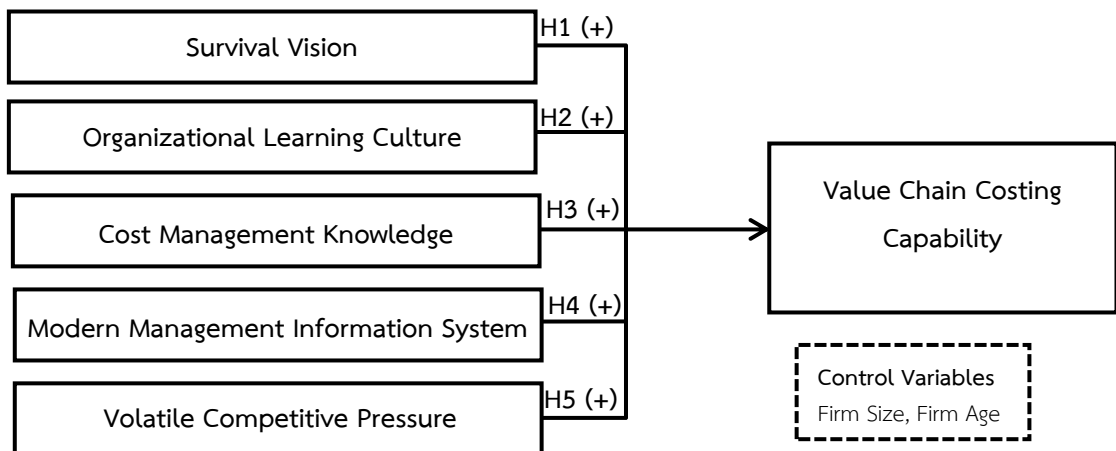 Survival Vision
H1 (+)
Organizational Learning Culture
H2 (+)
Cost Management Knowledge
H3 (+)
Modern Management Information System
H4 (+)
Volatile Competitive Pressure
H5 (+)
Value Chain Costing
Capability
Control Variables
Firm Size, Firm Age